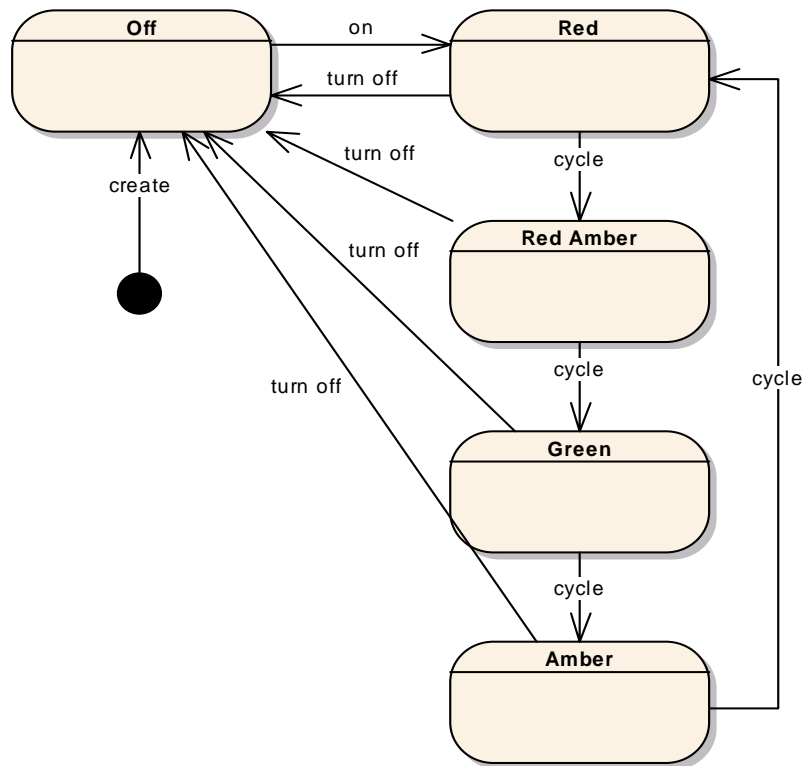 Off
on
Red
turn off
turn off
cycle
create
Red Amber
turn off
cycle
cycle
turn off
Green
cycle
Amber